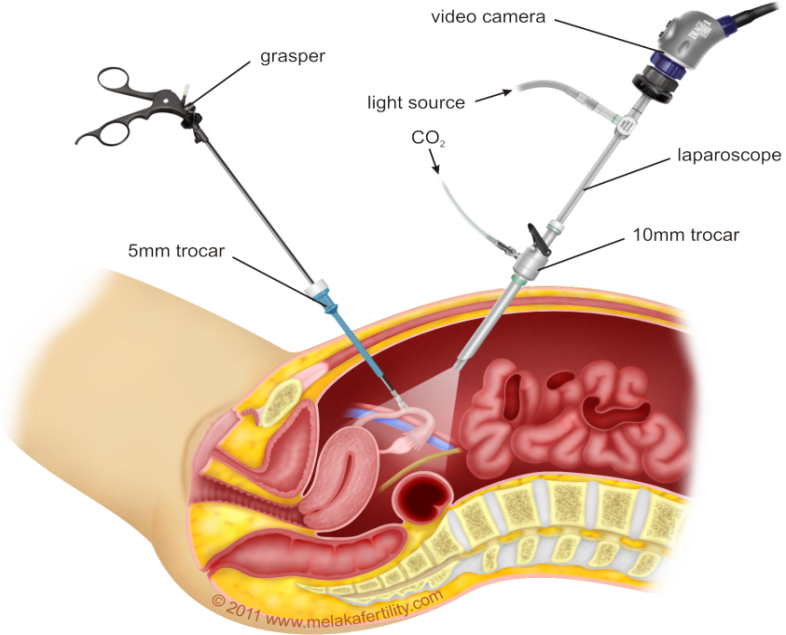 video camera
grasper
light source
CO₂
laparoscope
10mm trocar
5mm trocar
© 2011 www.melakafertility.com